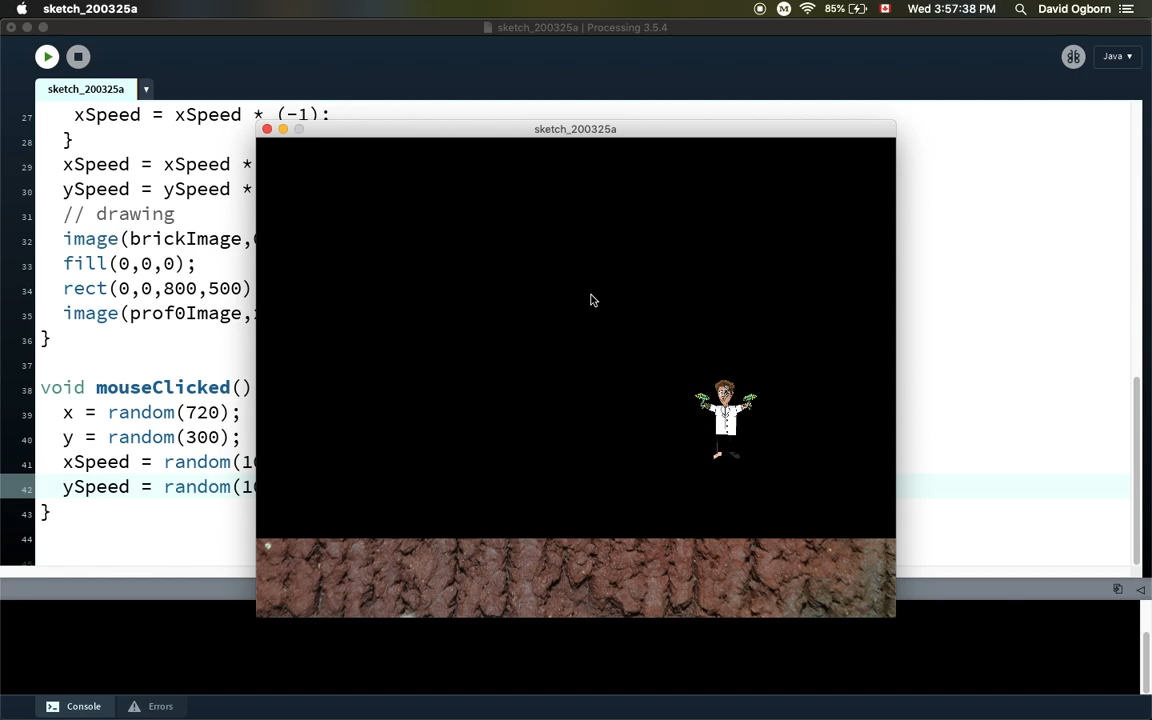 sketch_200325a
85%
Wed 3:57:38 PM
David Ogborn
sketch_200325a | Processing 3.5.4
Java ▾
sketch_200325a
27 xSpeed = xSpeed * (-1);
28 }
29 xSpeed = xSpeed *
30 ySpeed = ySpeed *
31 // drawing
32 image(brickImage,
33 fill(0,0,0);
34 rect(0,0,800,500)
35 image(prof0Image,
36 }
37
38 void mouseClicked()
39 x = random(720);
40 y = random(300);
41 xSpeed = random(1
42 ySpeed = random(1
43 }
44
sketch_200325a
Console
Errors